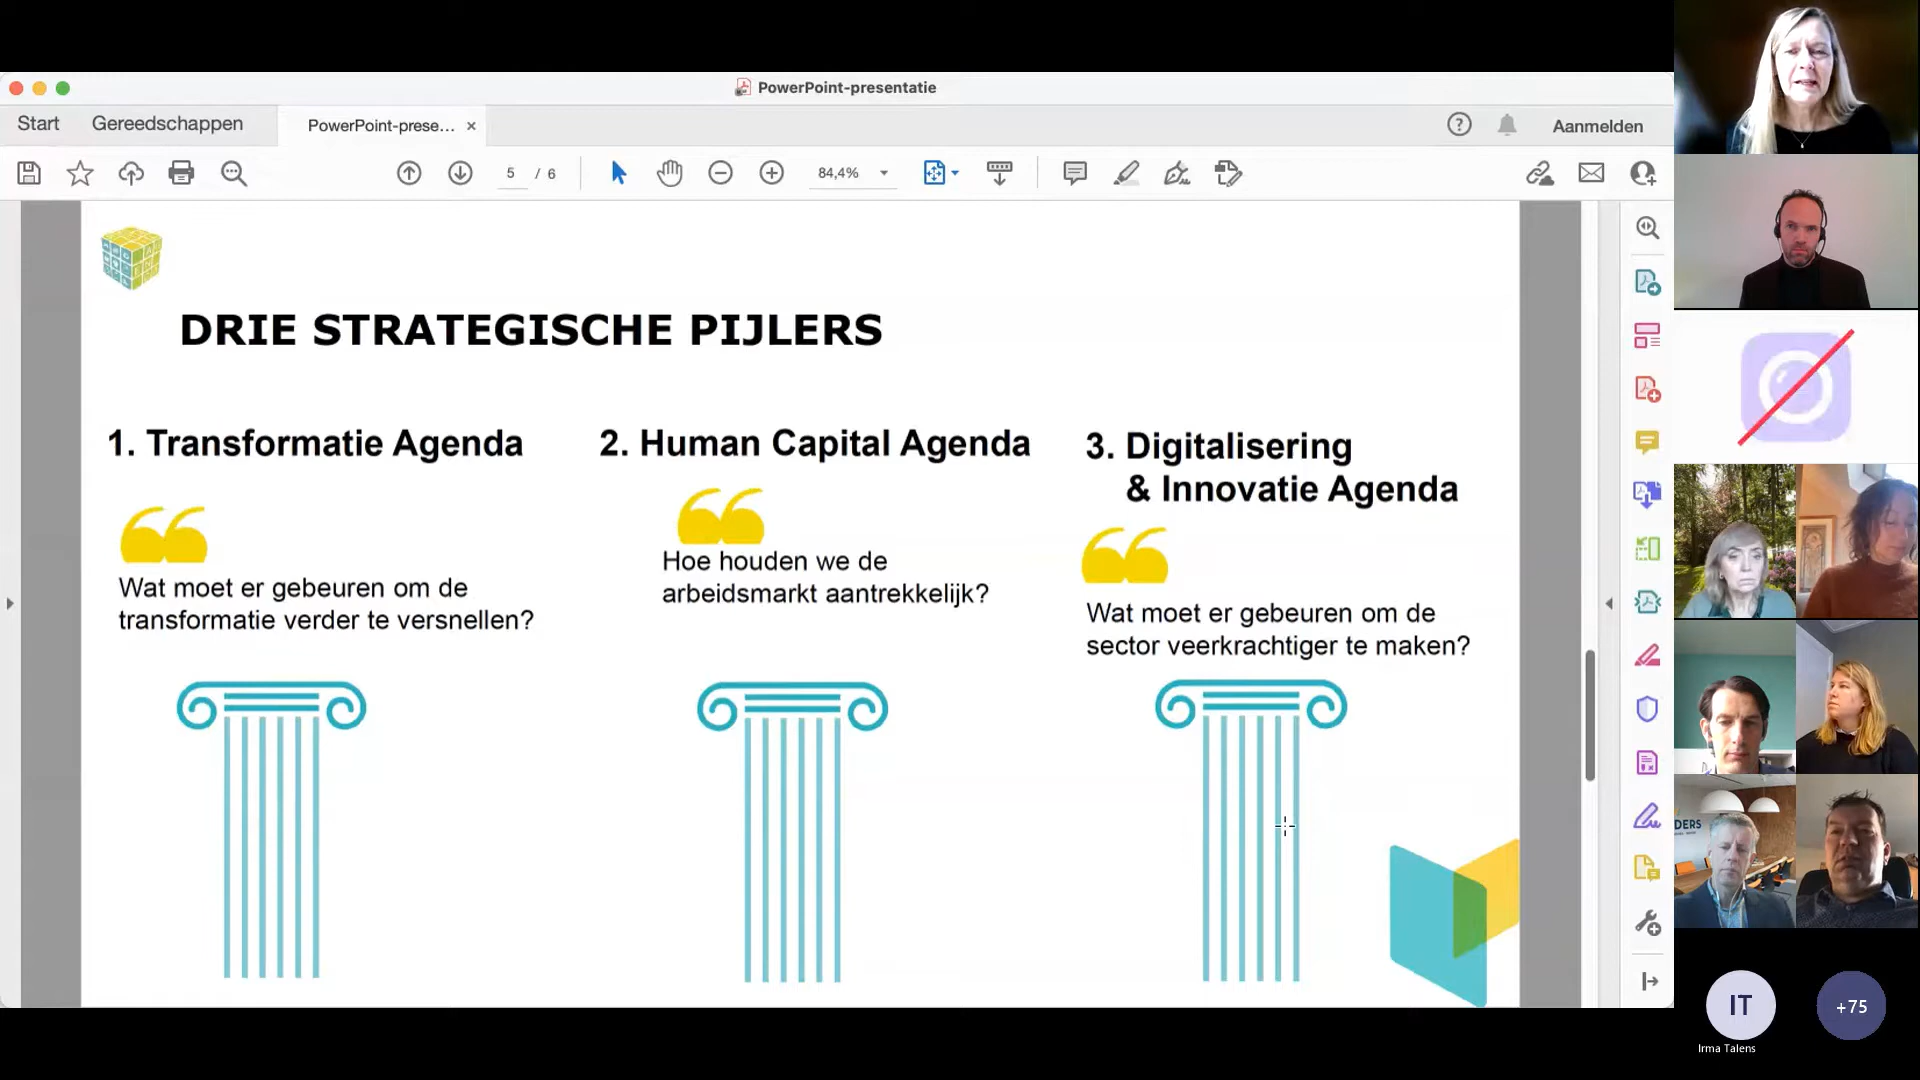 PowerPoint-presentatie
Start
Gereedschappen
PowerPoint-prese...
Aanmelden
5 / 6
84,4%
DRIE STRATEGISCHE PIJLERS
1. Transformatie Agenda
Wat moet er gebeuren om de
transformatie verder te versnellen?
2. Human Capital Agenda
Hoe houden we de
arbeidsmarkt aantrekkelijk?
3. Digitalisering
& Innovatie Agenda
Wat moet er gebeuren om de
sector veerkrachtiger te maken?
DERS
IT
+75
Irma Talens